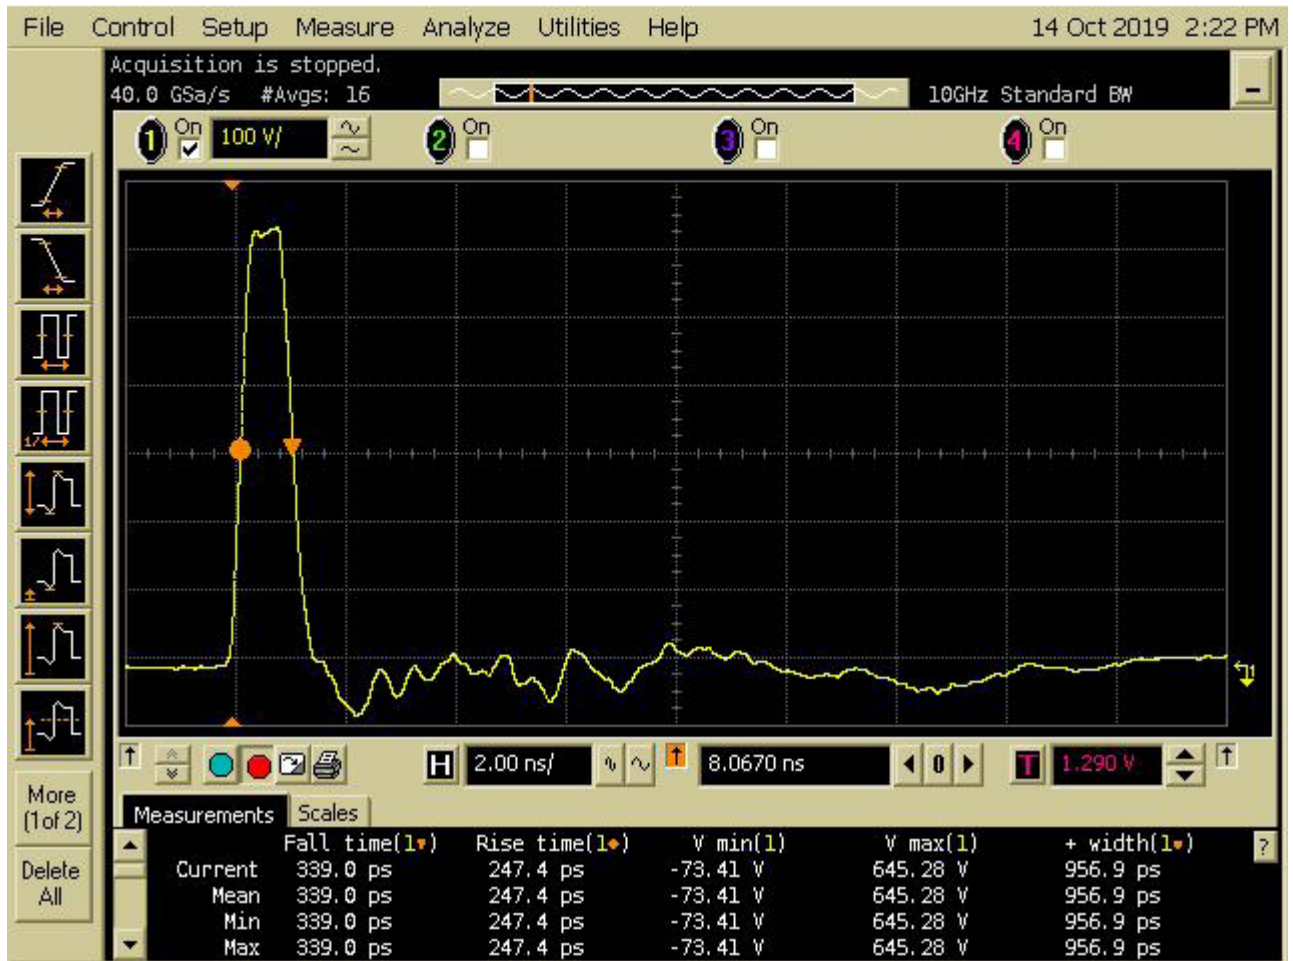 File Control Setup Measure Analyze Utilities Help 14 Oct 2019 2:22 PM
Acquisition is stopped.
40.0 GSa/s #Avgs: 16 10GHz Standard BW
1 On 100 V/ 2 On 3 On 4 On
1/
1
H 2.00 ns/ 8.0670 ns 0 T 1.290 V
More
(1of 2)
Delete
All
Measurements Scales
Fall time(1) Rise time(1) V min(1) V max(1) + width(1) ?
Current 339.0 ps 247.4 ps -73.41 V 645.28 V 956.9 ps
Mean 339.0 ps 247.4 ps -73.41 V 645.28 V 956.9 ps
Min 339.0 ps 247.4 ps -73.41 V 645.28 V 956.9 ps
Max 339.0 ps 247.4 ps -73.41 V 645.28 V 956.9 ps